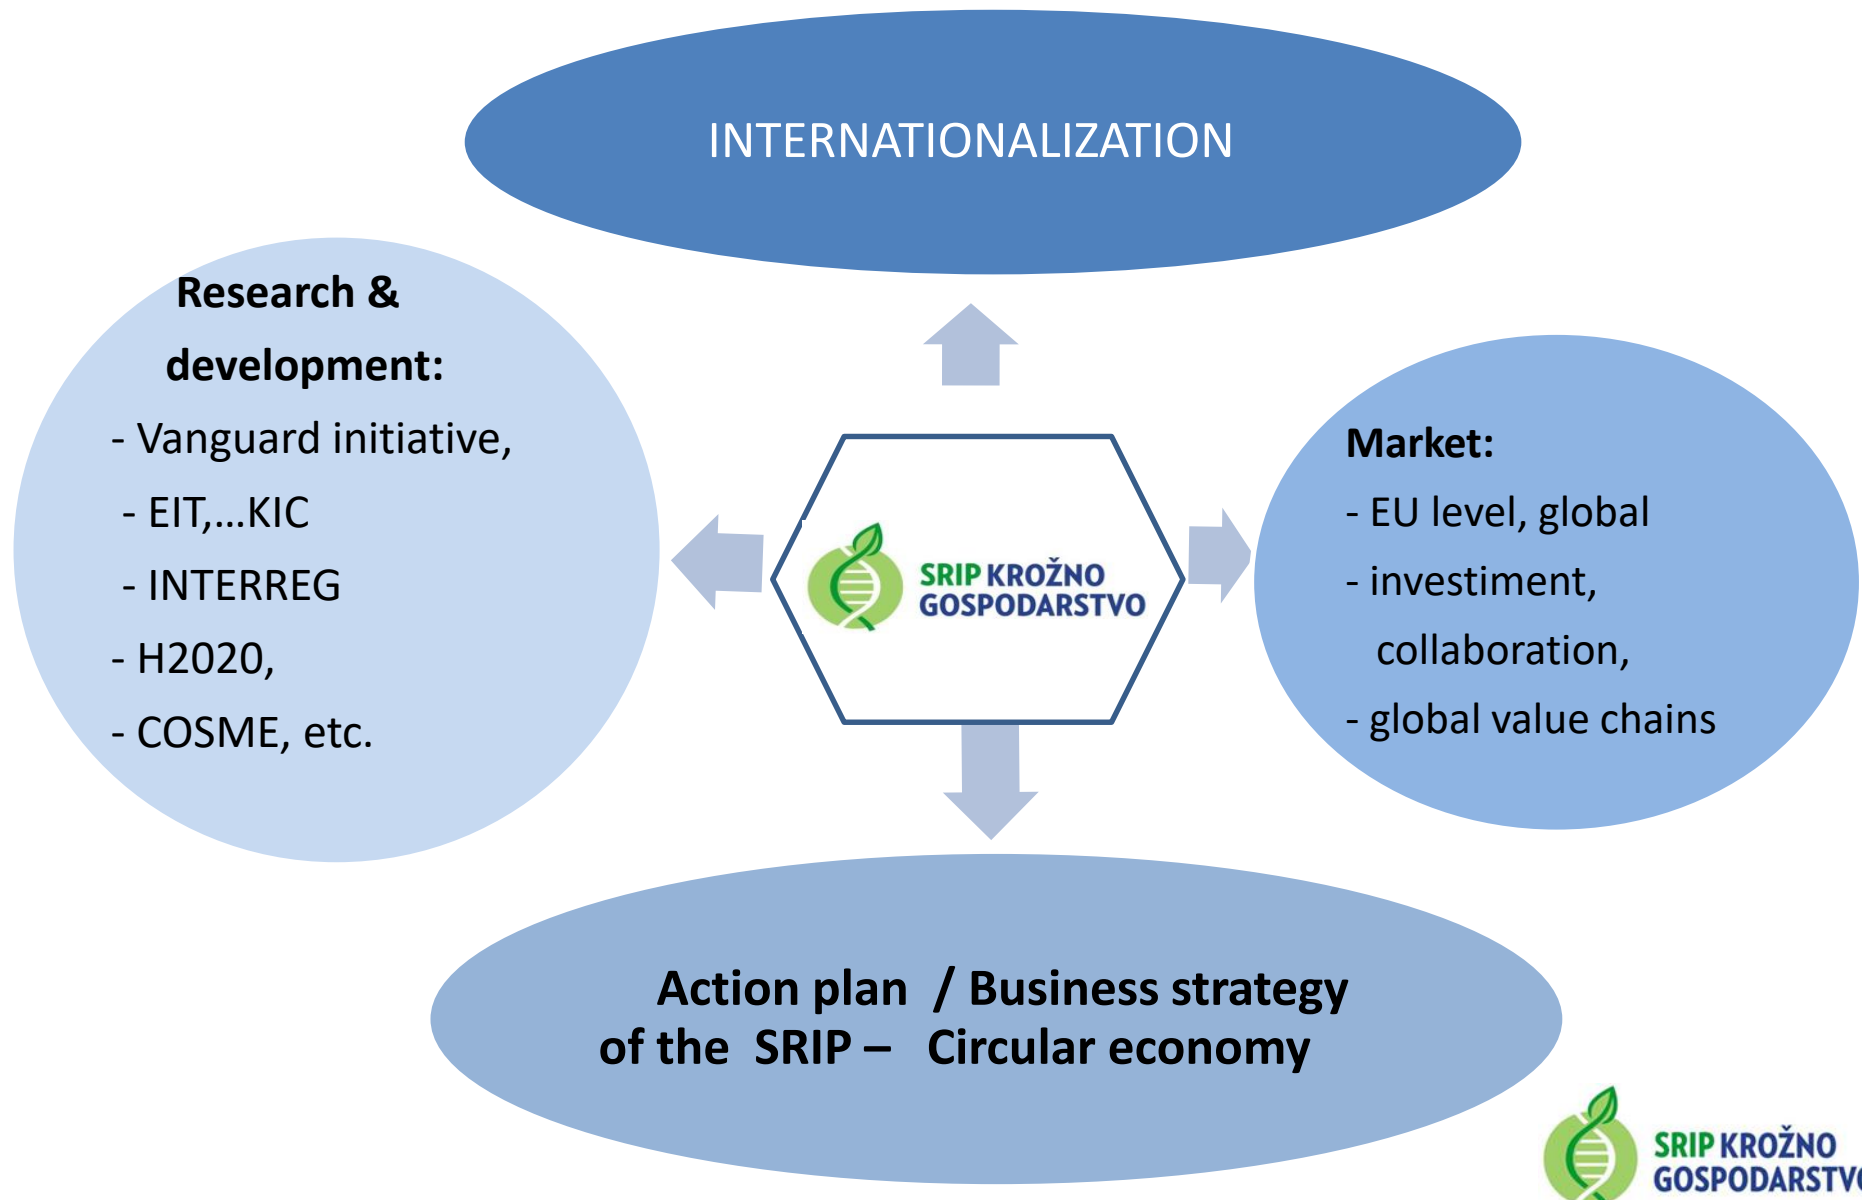 INTERNATIONALIZATION
Research &
development:
- Vanguard initiative,
- EIT,...KIC
- INTERREG
- H2020,
- COSME, etc.
SRIP KROŽNO
GOSPODARSTVO
Market:
- EU level, global
- investiment,
collaboration,
- global value chains
Action plan / Business strategy
of the SRIP – Circular economy
SRIP KROŽNO
GOSPODARSTVO